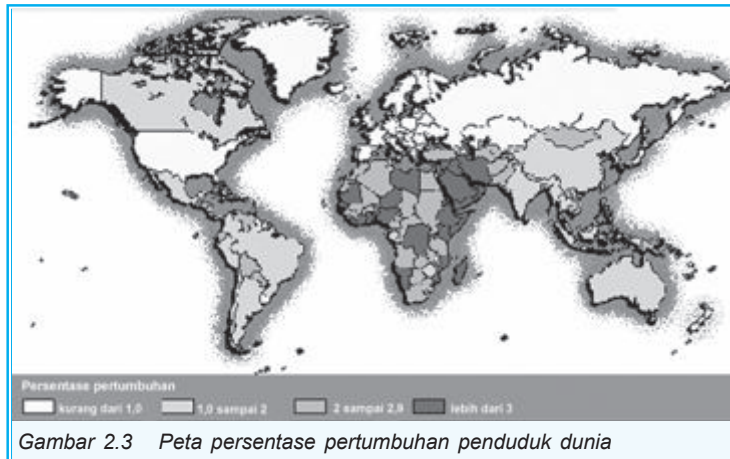 Persentase pertumbuhan
kurang dari 1,0 1,0 sampai 2 2 sampai 2,9 lebih dari 3
Gambar 2.3 Peta persentase pertumbuhan penduduk dunia